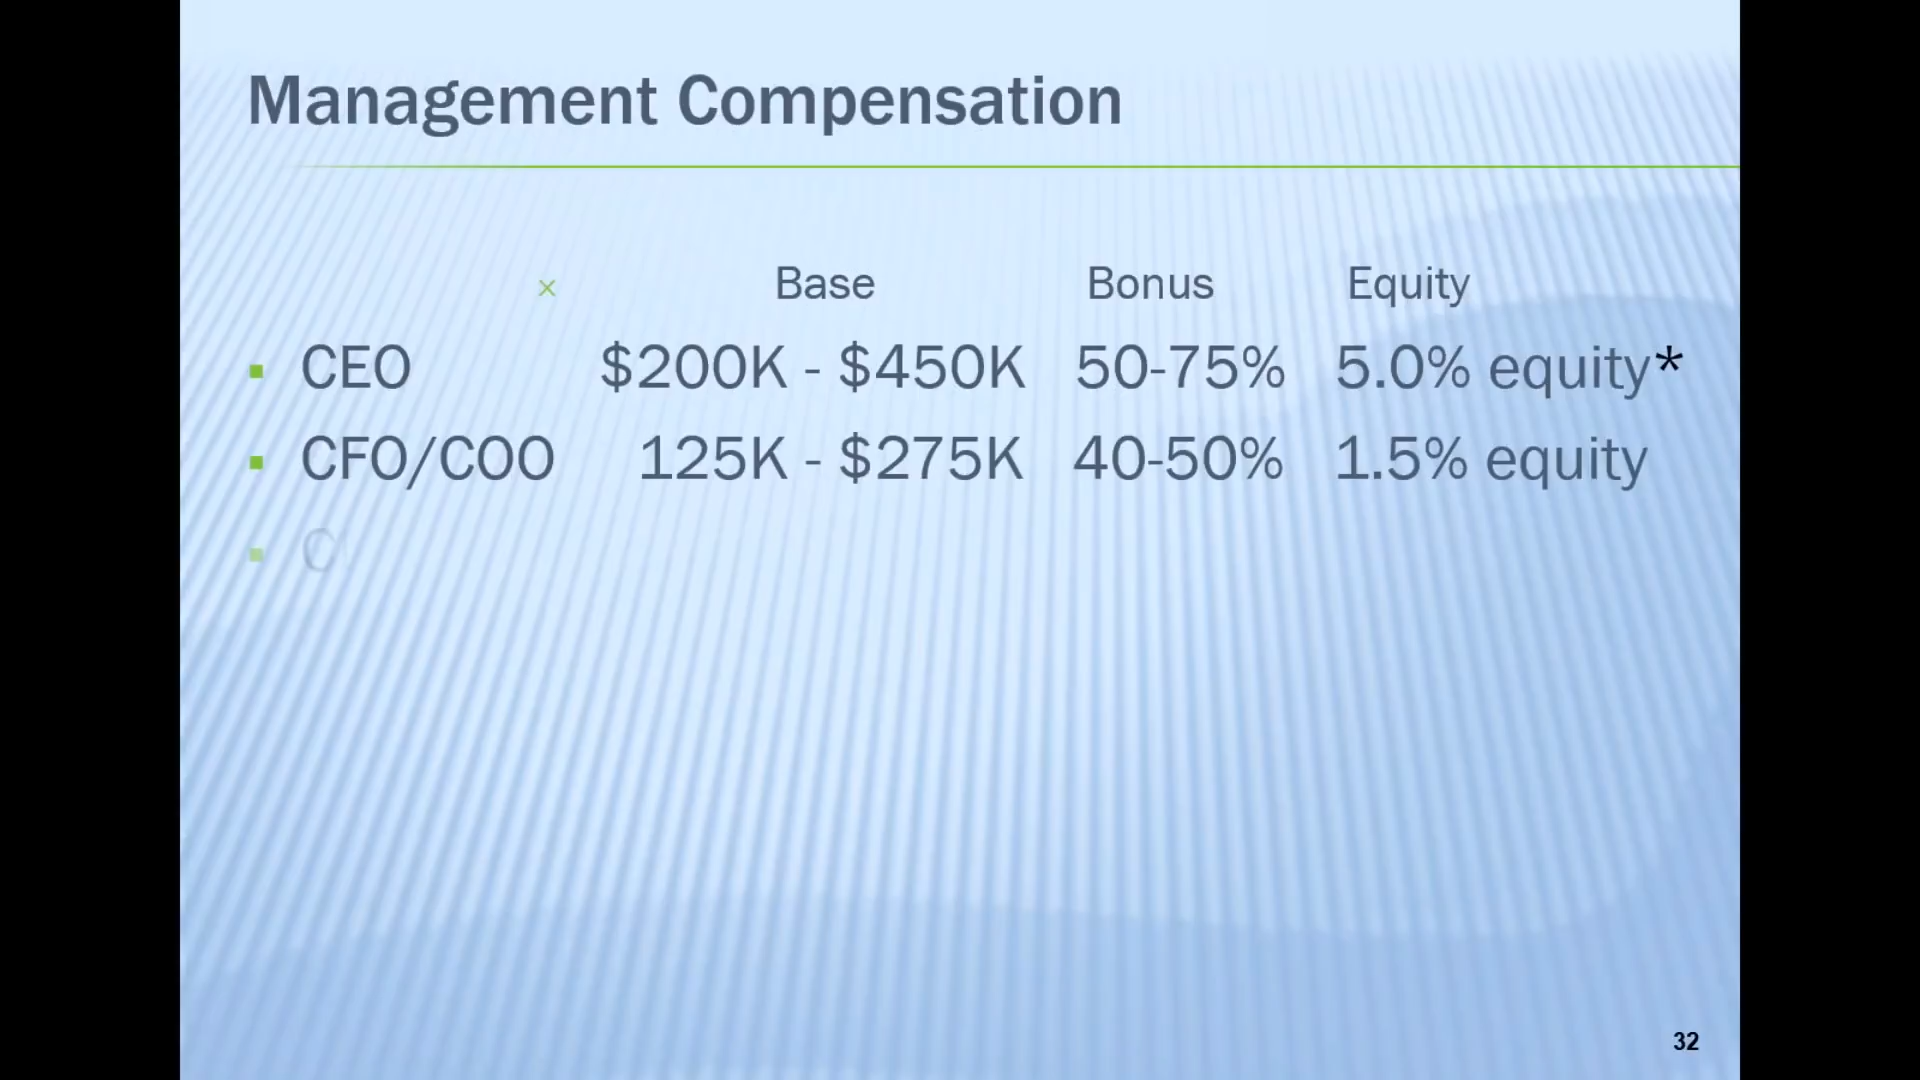 Management Compensation
Base Bonus Equity
CEO $200K - $450K 50-75% 5.0% equity*
CFO/COO 125K - $275K 40-50% 1.5% equity
C
32